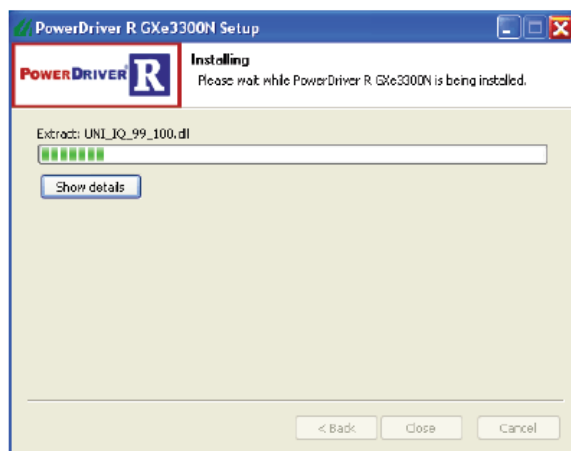 PowerDriver R GXe3300N Setup
POWERDRIVER R
Installing
Please wait while PowerDriver R GXe3300N is being installed.
Extract: UNI_IQ_99_100.dll
Show details
< Back
Close
Cancel